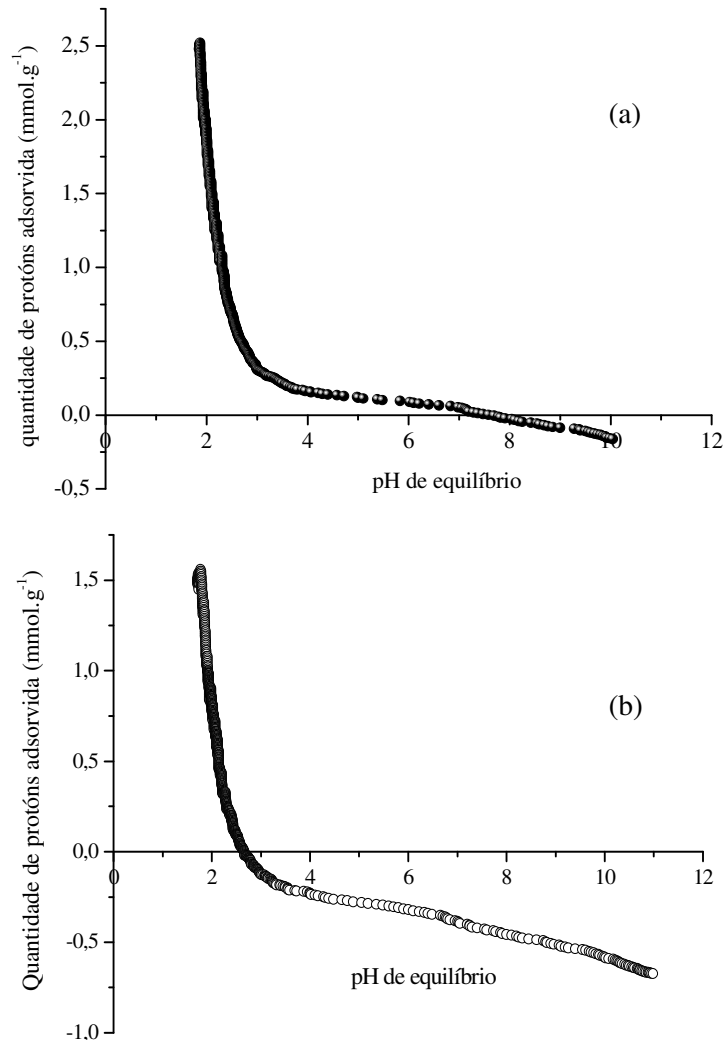 2,5
2,0
1,5
1,0
0,5
0,0
-0,5
0 2 4 6 8 10
quantidade de protóns adsorvida (mmol.g-1)
pH de equilíbrio
(a)
1,5
1,0
0,5
0,0
-0,5
-1,0
0 2 4 6 8 10 12
Quantidade de protóns adsorvida (mmol.g-1)
pH de equilíbrio
(b)